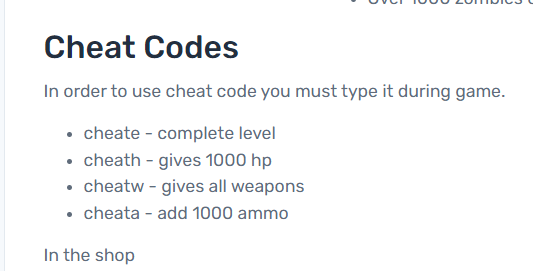 Over 1000 zombies
Cheat Codes
In order to use cheat code you must type it during game.
cheate - complete level
cheath - gives 1000 hp
cheatw - gives all weapons
cheata - add 1000 ammo
In the shop